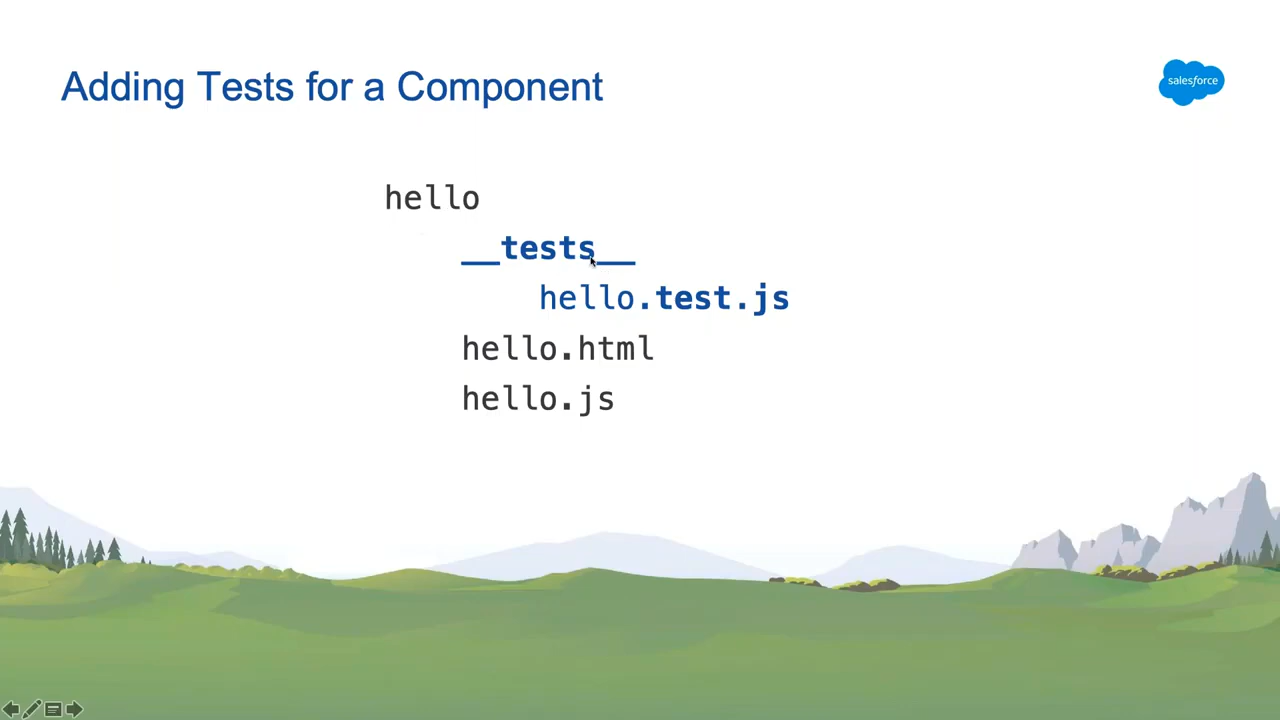 Adding Tests for a Component
salesforce
hello
__tests__
hello.test.js
hello.html
hello.js